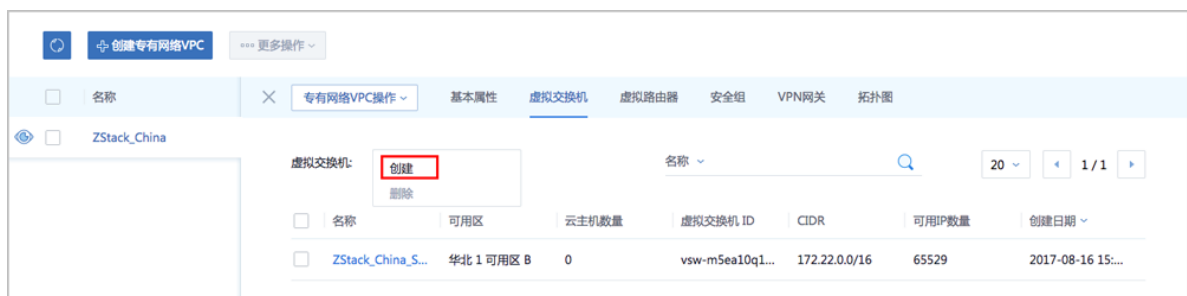 创建专有网络VPC 更多操作
名称 专有网络VPC操作 基本属性 虚拟交换机 虚拟路由器 安全组 VPN网关 拓扑图
ZStack_China
虚拟交换机: 创建 名称 20 1 / 1
删除
名称 可用区 云主机数量 虚拟交换机 ID CIDR 可用IP数量 创建日期
ZStack_China_S... 华北 1 可用区 B 0 vsw-m5ea10q1... 172.22.0.0/16 65529 2017-08-16 15:...